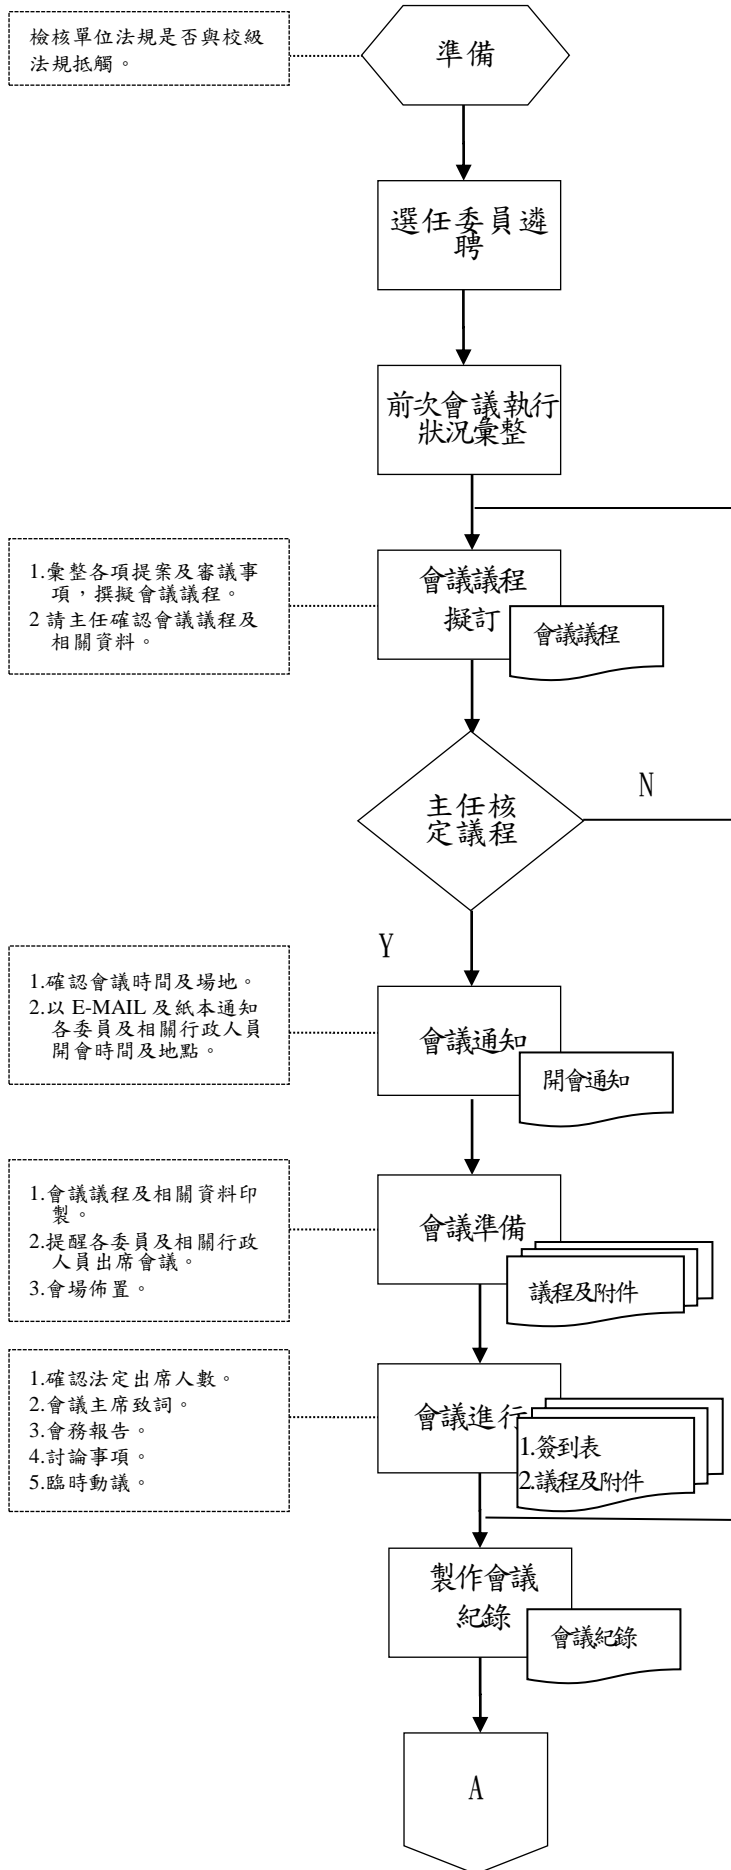 檢核單位法規是否與校級
法規抵觸。
準備
選任委員遴
聘
前次會議執行
狀況彙整
1.彙整各項提案及審議事
項，撰擬會議議程。
2 請主任確認會議議程及
相關資料。
會議議程
擬訂
會議議程
主任核
定議程
N
Y
1.確認會議時間及場地。
2.以 E-MAIL 及紙本通知
各委員及相關行政人員
開會時間及地點。
會議通知
開會通知
1.會議議程及相關資料印
製。
2.提醒各委員及相關行政
人員出席會議。
3.會場佈置。
會議準備
議程及附件
1.確認法定出席人數。
2.會議主席致詞。
3.會務報告。
4.討論事項。
5.臨時動議。
會議進行
1.簽到表
2.議程及附件
製作會議
紀錄
會議紀錄
A